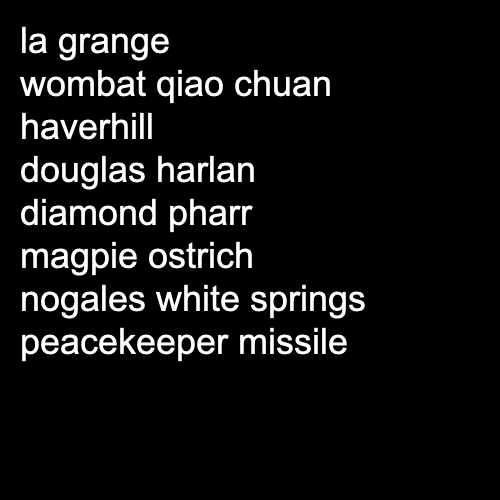 la grange
wombat qiao chuan
haverhill
douglas harlan
diamond pharr
magpie ostrich
nogales white springs
peacekeeper missile